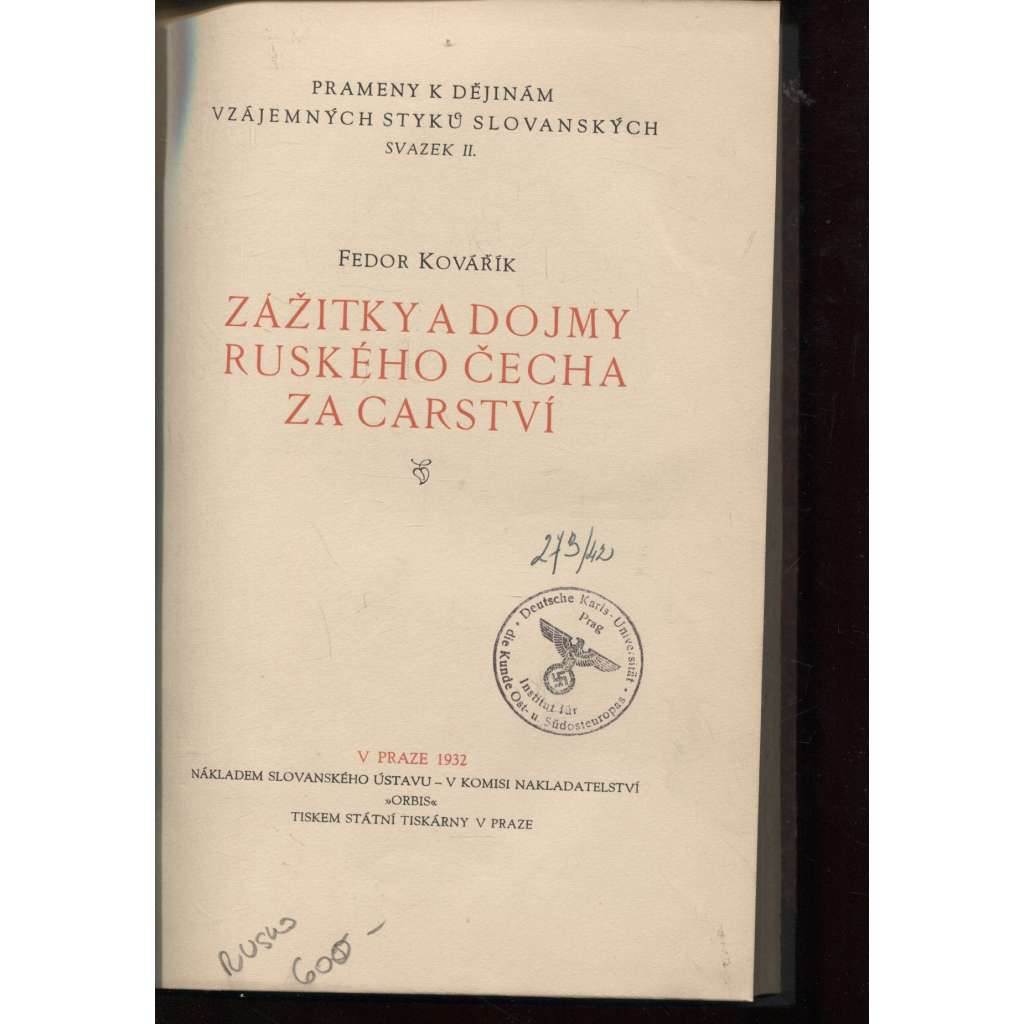 PRAMENY K DĚJINÁM
VZÁJEMNÝCH STYKŮ SLOVANSKÝCH
SVAZEK II.
FEDOR KOVÁŘÍK
ZÁŽITKY A DOJMY
RUSKÉHO ČECHA
ZA CARSTVÍ
273/42
Deutsche Karls-Universität
Prag
Institut für
die Kunde Ost- u. Südosteuropas
V PRAZE 1932
NÁKLADEM SLOVANSKÉHO ÚSTAVU – V KOMISI NAKLADATELSTVÍ
»ORBIS«
TISKEM STÁTNÍ TISKÁRNY V PRAZE
RUSKO
600 –